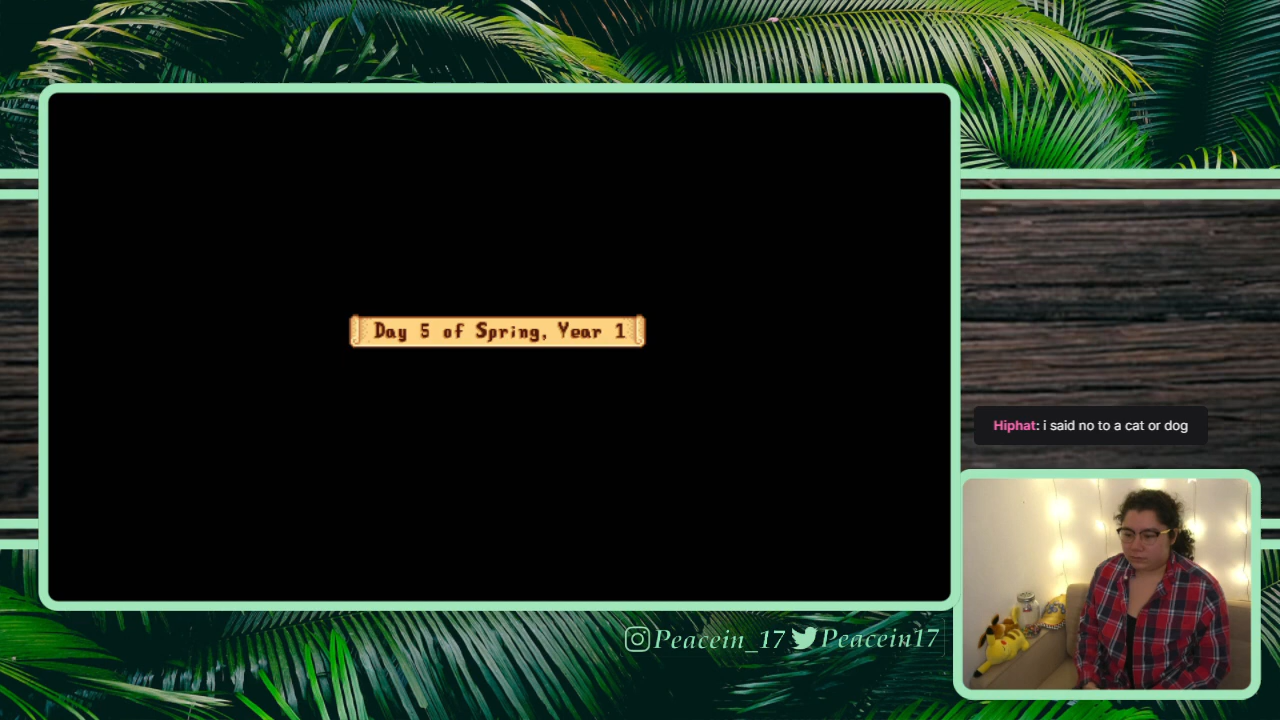 Day 5 of Spring, Year 1
Hiphat: i said no to a cat or dog
Peacein_17 Peacein17